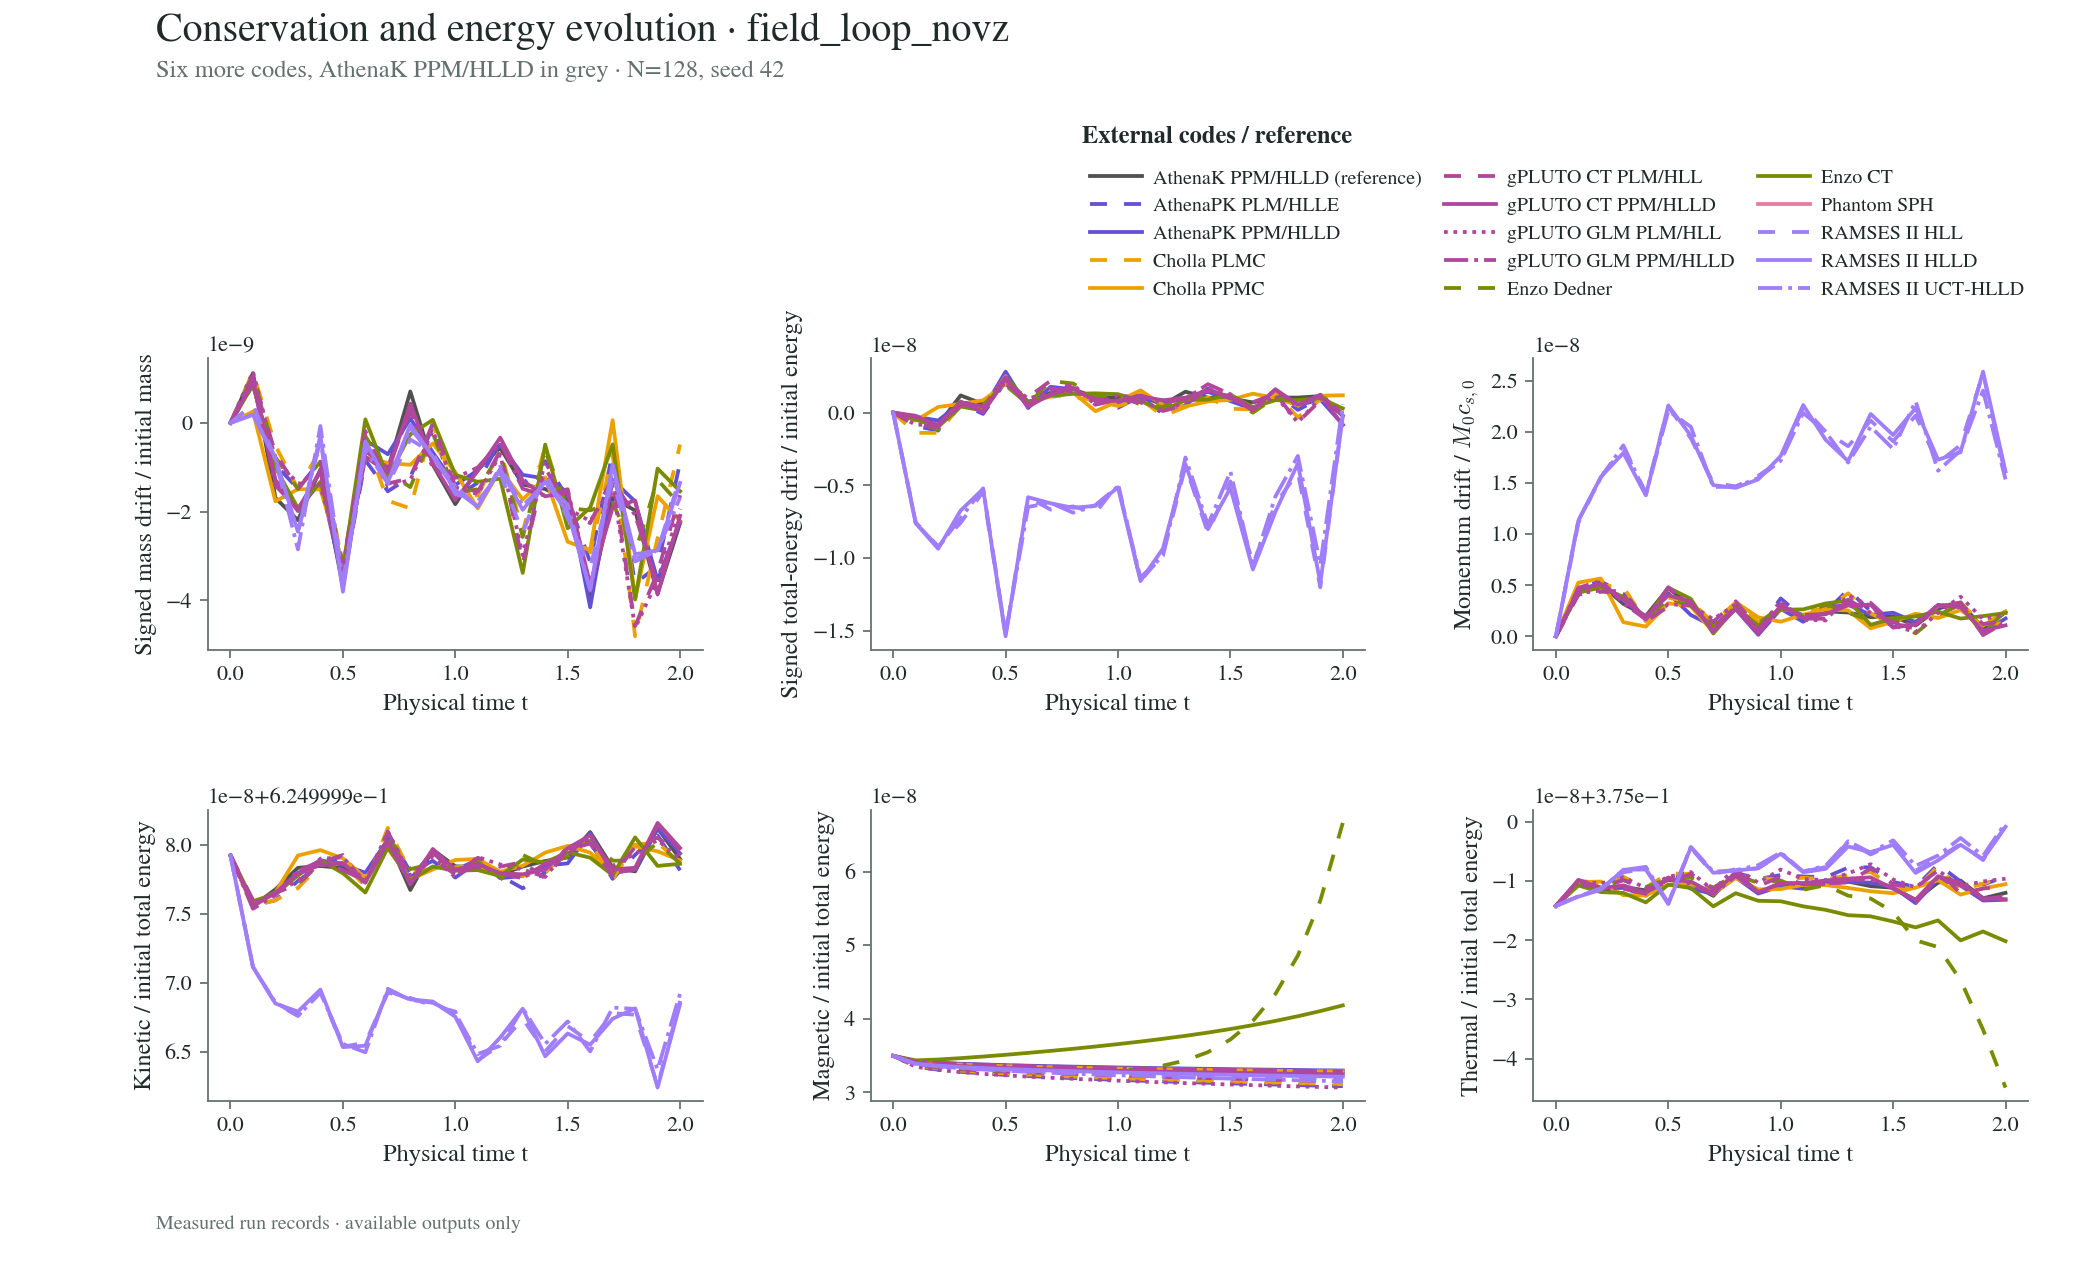 Conservation and energy evolution · field_loop_novz
Six more codes, AthenaK PPM/HLLD in grey · N=128, seed 42
External codes / reference
AthenaK PPM/HLLD (reference)
AthenaPK PLM/HLLE
AthenaPK PPM/HLLD
Cholla PLMC
Cholla PPMC
gPLUTO CT PLM/HLL
gPLUTO CT PPM/HLLD
gPLUTO GLM PLM/HLL
gPLUTO GLM PPM/HLLD
Enzo Dedner
Enzo CT
Phantom SPH
RAMSES II HLL
RAMSES II HLLD
RAMSES II UCT-HLLD
1e−9
Signed mass drift / initial mass
0
−2
−4
0.0 0.5 1.0 1.5 2.0
Physical time t
1e−8
Signed total-energy drift / initial energy
0.0
−0.5
−1.0
−1.5
0.0 0.5 1.0 1.5 2.0
Physical time t
1e−8
Momentum drift / M₀cₛ,₀
2.5
2.0
1.5
1.0
0.5
0.0
0.0 0.5 1.0 1.5 2.0
Physical time t
1e−8+6.249999e−1
Kinetic / initial total energy
8.0
7.5
7.0
6.5
0.0 0.5 1.0 1.5 2.0
Physical time t
1e−8
Magnetic / initial total energy
6
5
4
3
0.0 0.5 1.0 1.5 2.0
Physical time t
1e−8+3.75e−1
Thermal / initial total energy
0
−1
−2
−3
−4
0.0 0.5 1.0 1.5 2.0
Physical time t
Measured run records · available outputs only